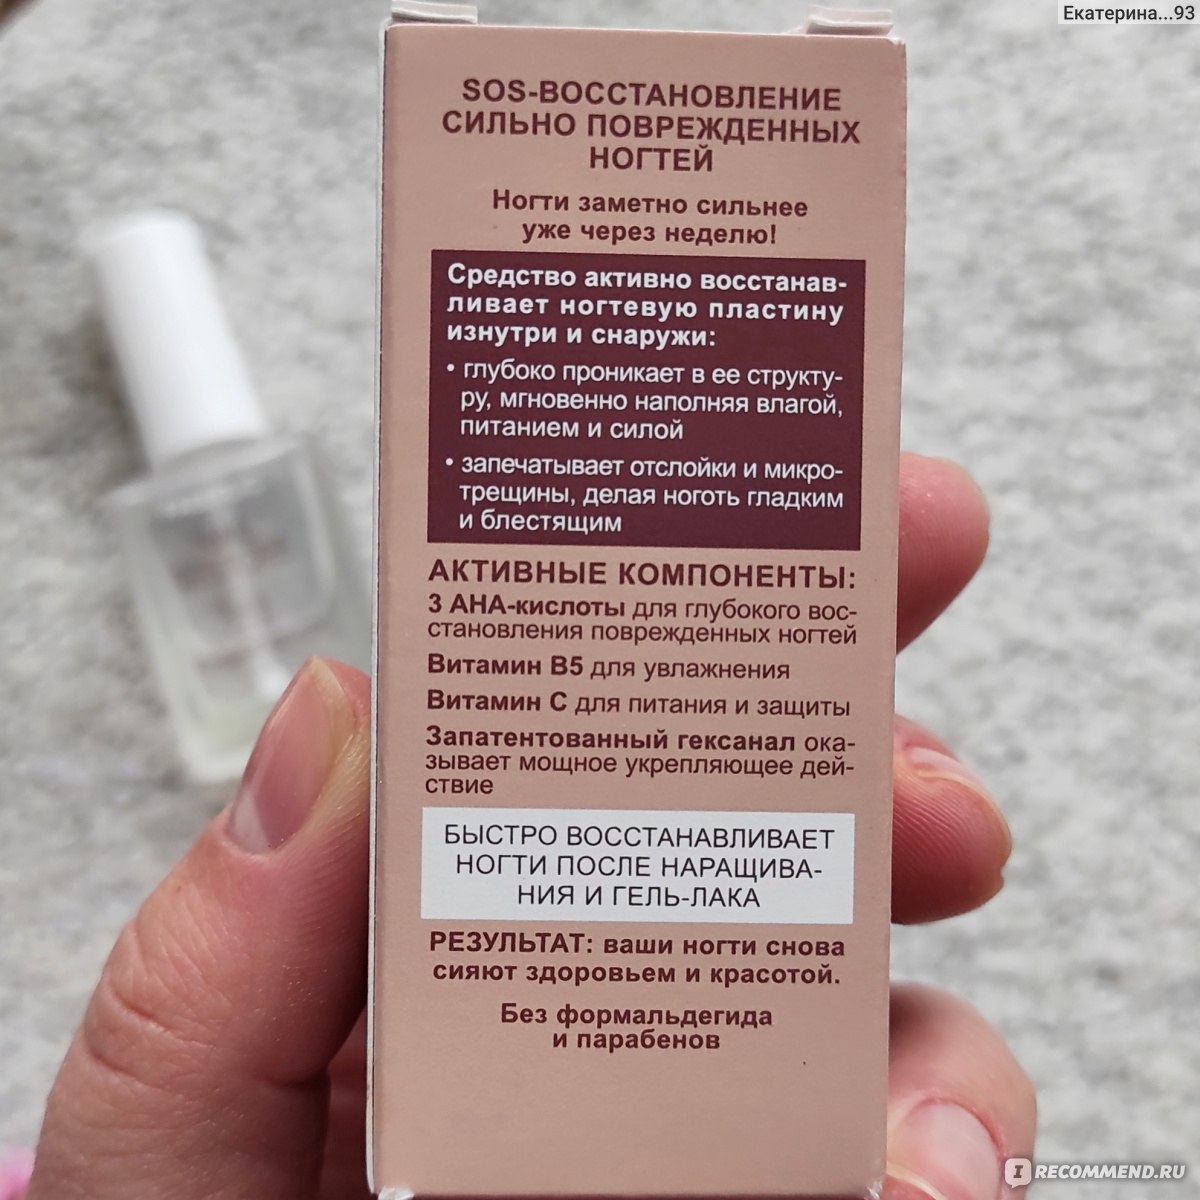 Екатерина...93
SOS-ВОССТАНОВЛЕНИЕ
СИЛЬНО ПОВРЕЖДЕННЫХ
НОГТЕЙ
Ногти заметно сильнее
уже через неделю!
Средство активно восстанав-
ливает ногтевую пластину
изнутри и снаружи:
• глубоко проникает в ее структу-
ру, мгновенно наполняя влагой,
питанием и силой
• запечатывает отслойки и микро-
трещины, делая ноготь гладким
и блестящим
АКТИВНЫЕ КОМПОНЕНТЫ:
3 АНА-кислоты для глубокого вос-
становления поврежденных ногтей
Витамин В5 для увлажнения
Витамин С для питания и защиты
Запатентованный гексанал ока-
зывает мощное укрепляющее дей-
ствие
БЫСТРО ВОССТАНАВЛИВАЕТ
НОГТИ ПОСЛЕ НАРАЩИВА-
НИЯ И ГЕЛЬ-ЛАКА
РЕЗУЛЬТАТ: ваши ногти снова
сияют здоровьем и красотой.
Без формальдегида
и парабенов
I RECOMMEND.RU